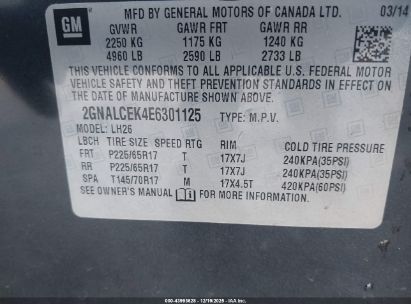 GM
MFD BY GENERAL MOTORS OF CANADA LTD. 03/14
GVWR GAWR FRT GAWR RR
2250 KG 1175 KG 1240 KG
4960 LB 2590 LB 2733 LB
THIS VEHICLE CONFORMS TO ALL APPLICABLE U.S. FEDERAL MOTOR
VEHICLE SAFETY AND THEFT PREVENTION STANDARDS IN EFFECT ON
THE DATE OF MANUFACTURE SHOWN ABOVE.
2GNALCEK4E6301125 TYPE: M.P.V.
MODEL: LH26
LBCH TIRE SIZE SPEED RTG RIM COLD TIRE PRESSURE
FRT P225/65R17 T 17X7J 240KPA(35PSI)
RR P225/65R17 T 17X7J 240KPA(35PSI)
SPA T145/70R17 M 17X4.5T 420KPA(60PSI)
SEE OWNER'S MANUAL FOR MORE INFORMATION.